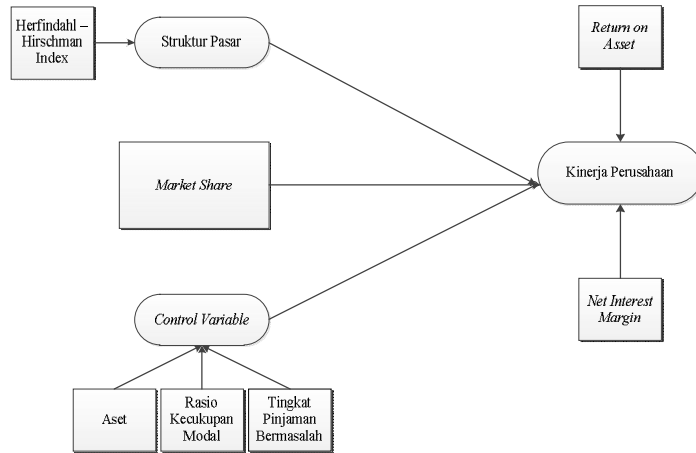 Herfindahl –
Hirschman
Index
Struktur Pasar
Return on
Asset
Market Share
Kinerja Perusahaan
Control Variable
Net Interest
Margin
Aset
Rasio
Kecukupan
Modal
Tingkat
Pinjaman
Bermasalah